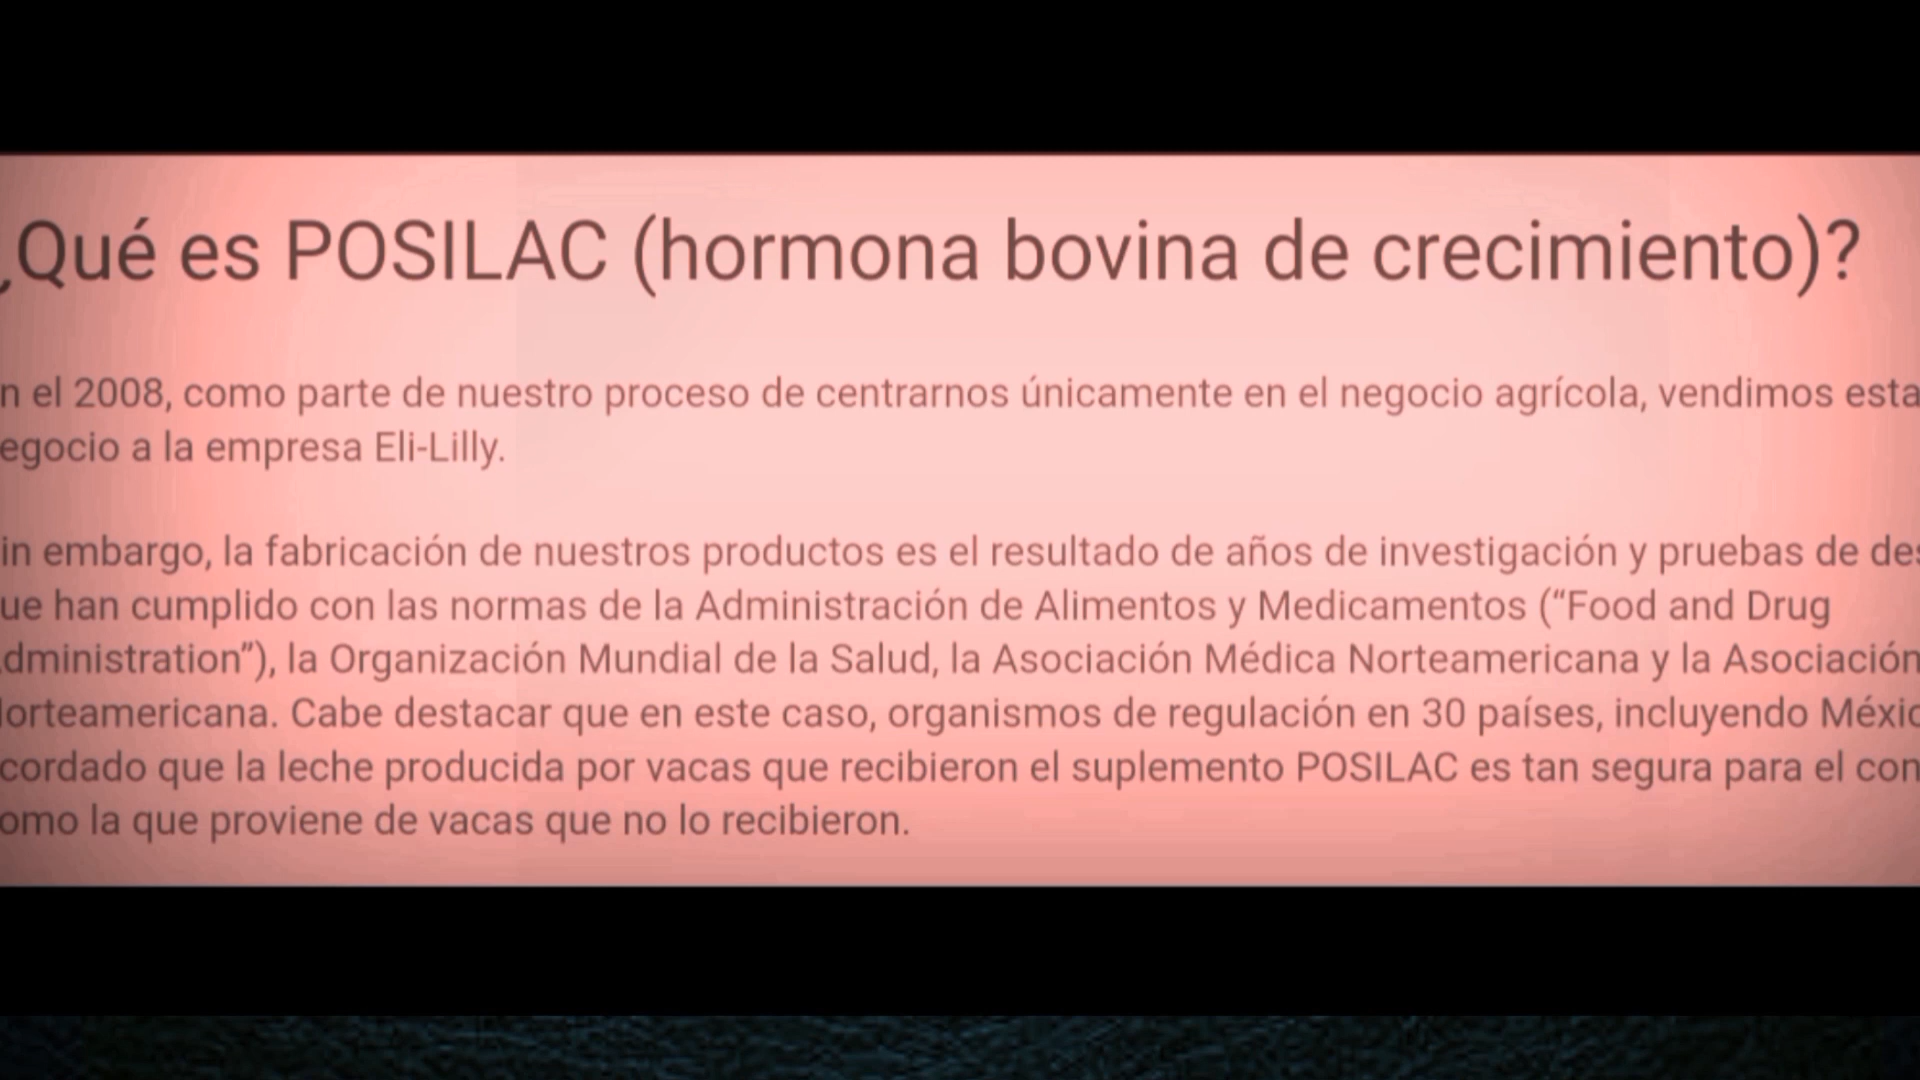 ¿Qué es POSILAC (hormona bovina de crecimiento)?
n el 2008, como parte de nuestro proceso de centrarnos únicamente en el negocio agrícola, vendimos esta
egocio a la empresa Eli-Lilly.
in embargo, la fabricación de nuestros productos es el resultado de años de investigación y pruebas de des
ue han cumplido con las normas de la Administración de Alimentos y Medicamentos (“Food and Drug
dministration”), la Organización Mundial de la Salud, la Asociación Médica Norteamericana y la Asociación
orteamericana. Cabe destacar que en este caso, organismos de regulación en 30 países, incluyendo Méxic
cordado que la leche producida por vacas que recibieron el suplemento POSILAC es tan segura para el con
omo la que proviene de vacas que no lo recibieron.